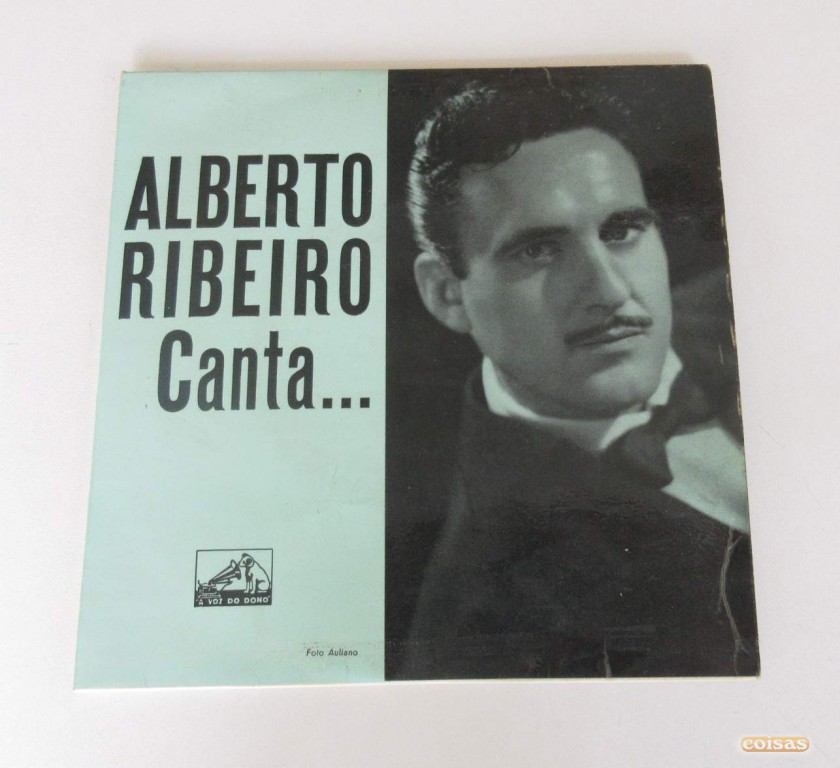 ALBERTO
RIBEIRO
Canta...
"A VOZ DO DONO"
Foto Auliano
coisas